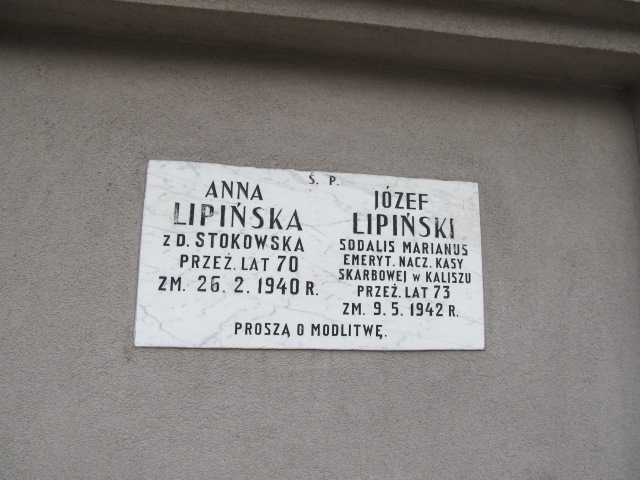 Ś. P.
ANNA
LIPIŃSKA
Z D. STOKOWSKA
PRZEŻ. LAT 70
ZM. 26. 2. 1940 R.
JÓZEF
LIPIŃSKI
SODALIS MARIANUS
EMERYT. NACZ. KASY
SKARBOWEJ W KALISZU
PRZEŻ. LAT 73
ZM. 9. 5. 1942 R.
PROSZĄ O MODLITWĘ.